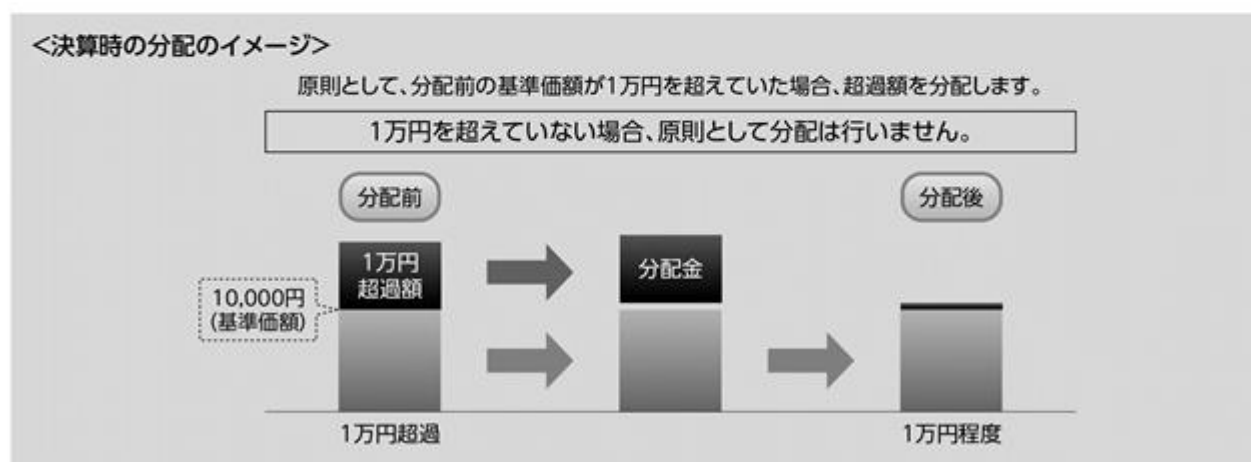 <決算時の分配のイメージ>
原則として、分配前の基準価額が1万円を超えていた場合、超過額を分配します。
1万円を超えていない場合、原則として分配は行いません。
分配前
分配後
1万円
超過額
分配金
10,000円
(基準価額)
1万円超過
1万円程度